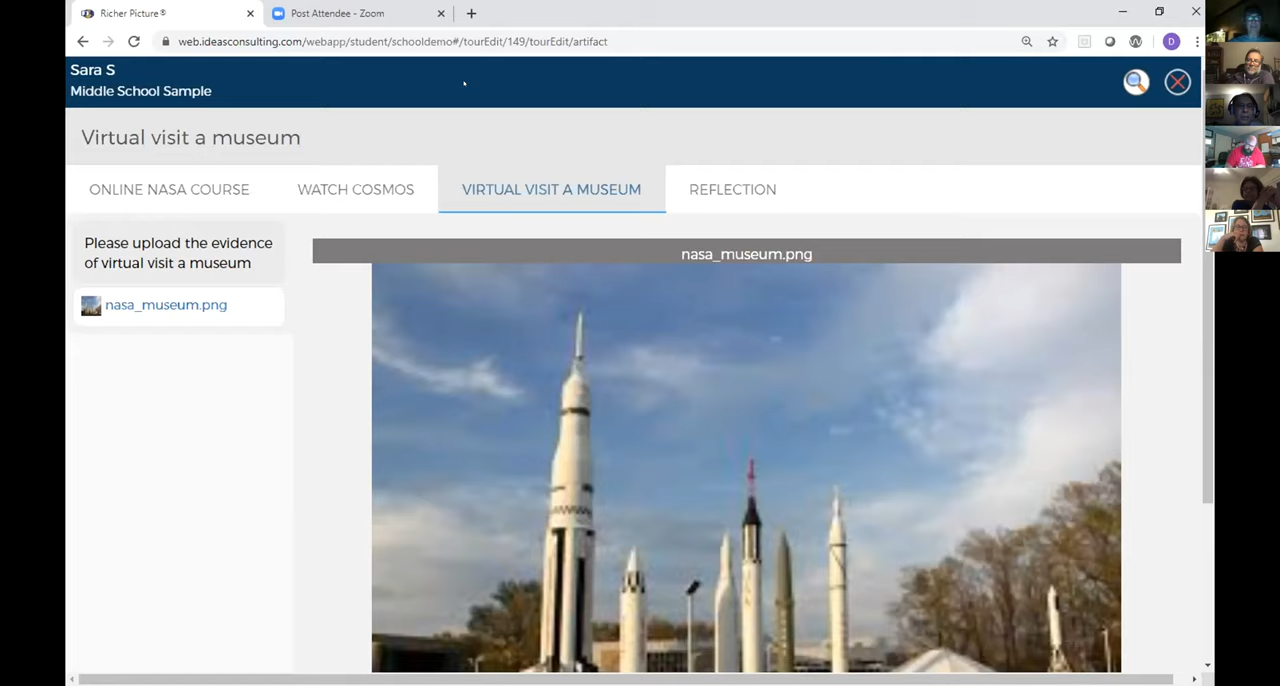 Richer Picture ®
Post Attendee - Zoom
web.ideasconsulting.com/webapp/student/schooldemo#/tourEdit/149/tourEdit/artifact
D
Sara S
Middle School Sample
Virtual visit a museum
ONLINE NASA COURSE
WATCH COSMOS
VIRTUAL VISIT A MUSEUM
REFLECTION
Please upload the evidence
of virtual visit a museum
nasa_museum.png
nasa_museum.png